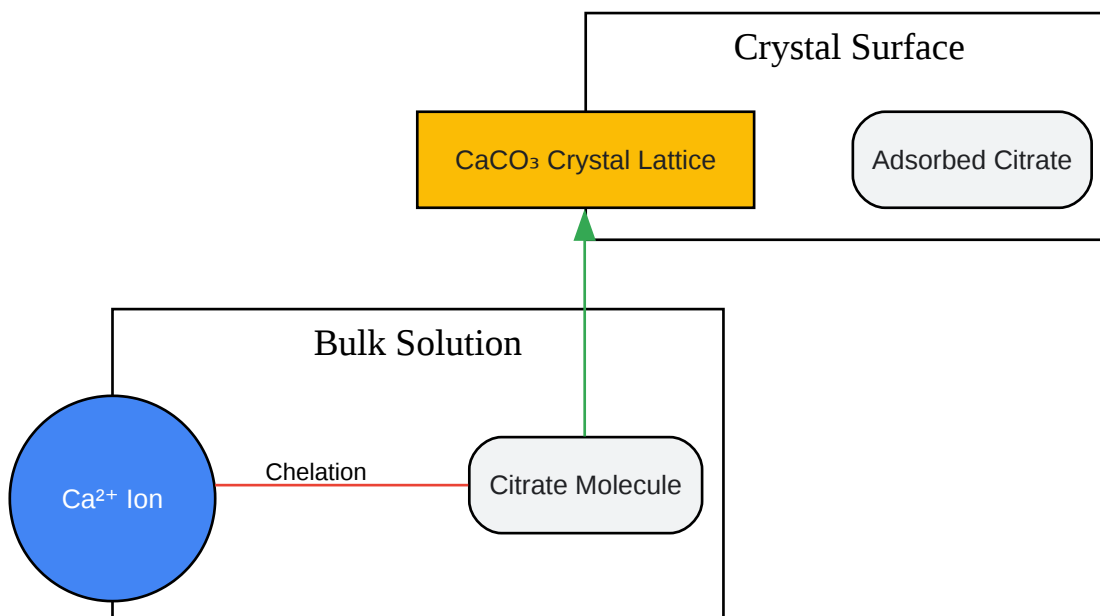 Crystal Surface
CaCO₃ Crystal Lattice
Adsorbed Citrate
Bulk Solution
Chelation
Ca²⁺ Ion
Citrate Molecule